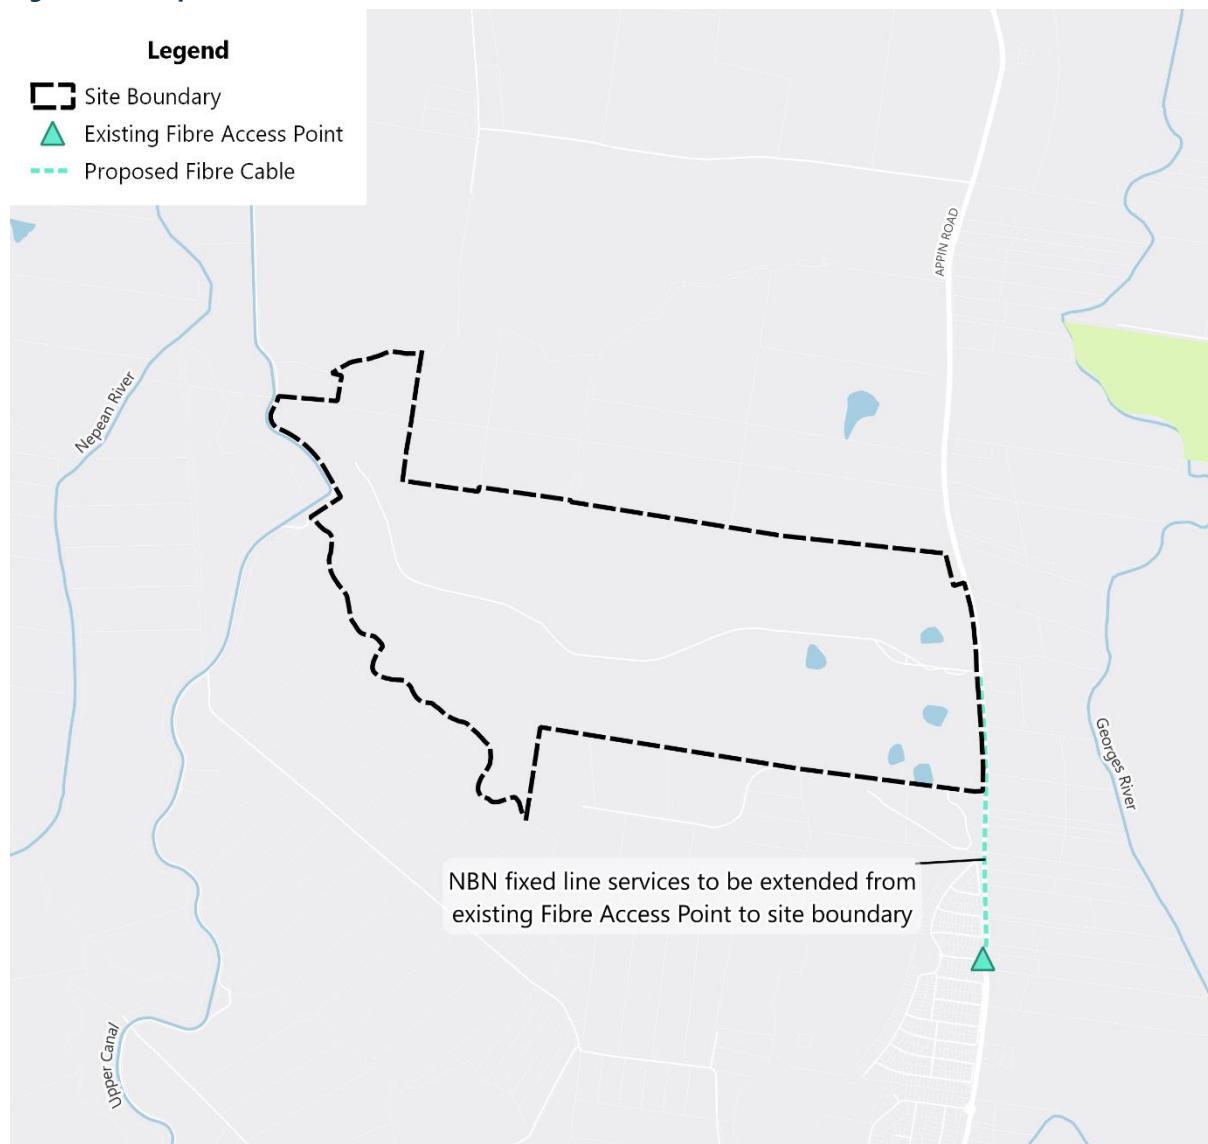 Legend
Site Boundary
Existing Fibre Access Point
Proposed Fibre Cable
APPIN ROAD
Nepean River
Georges River
NBN fixed line services to be extended from
existing Fibre Access Point to site boundary
Upper Canal